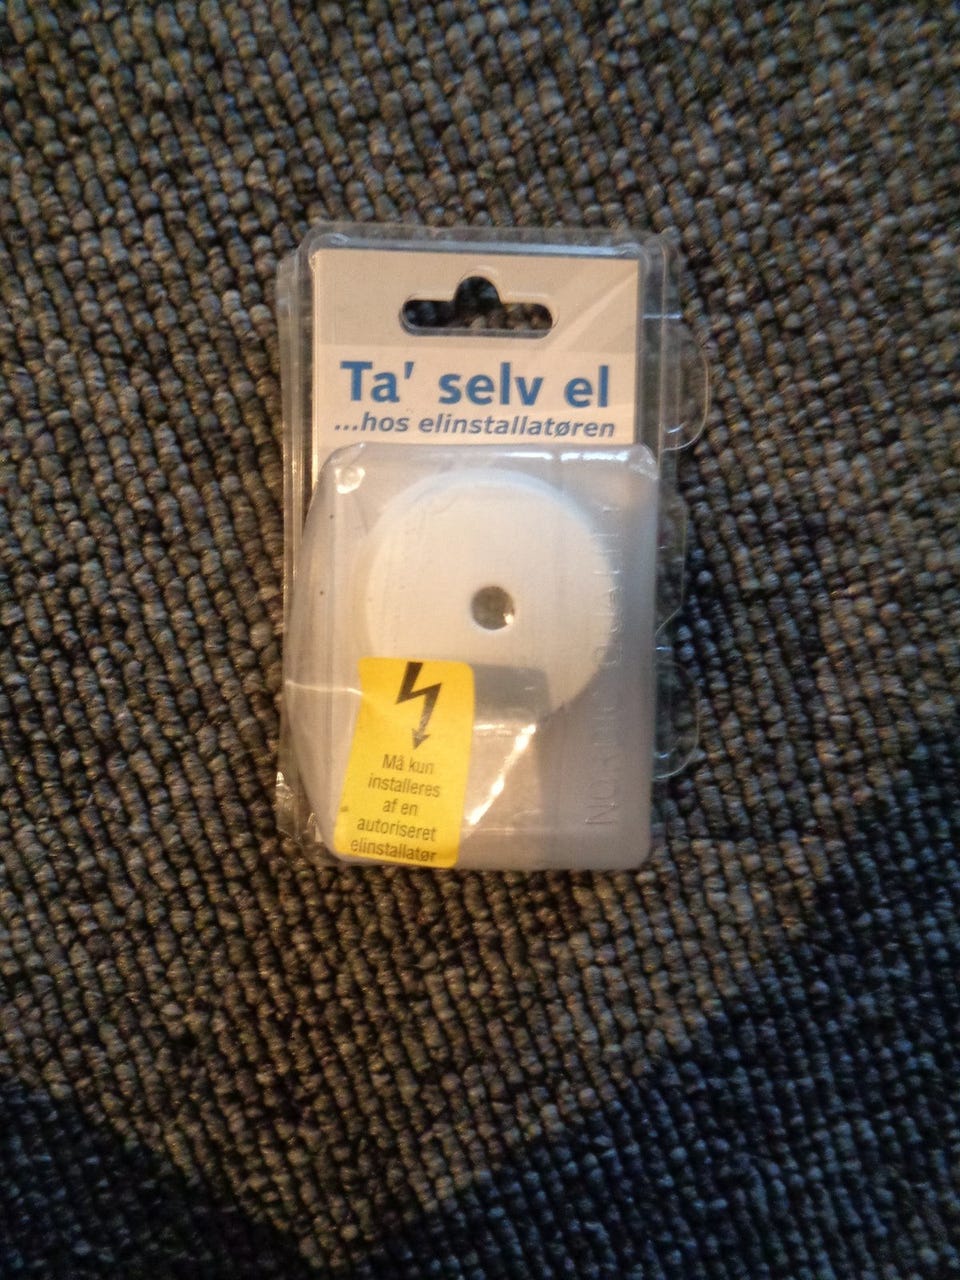 Ta' selv el
...hos elinstallatøren
Må kun
installeres
af en
autoriseret
elinstallatør